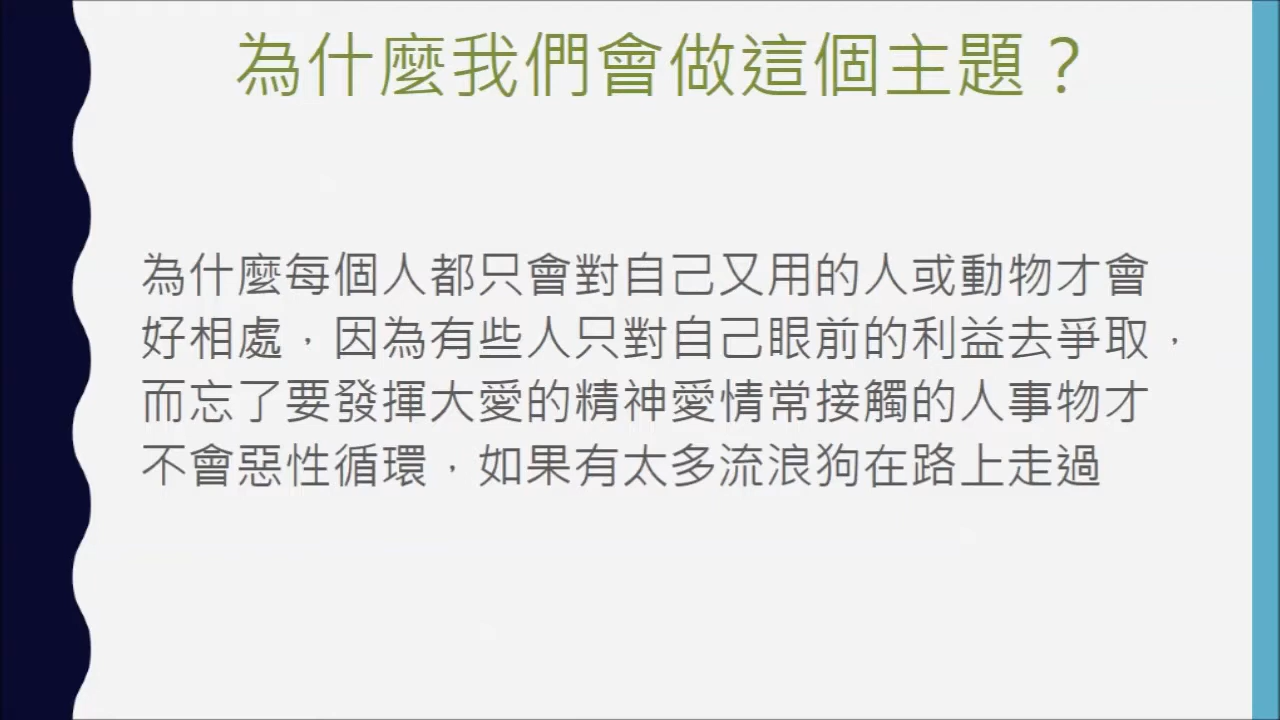 為什麼我們會做這個主題？
為什麼每個人都只會對自己又用的人或動物才會
好相處，因為有些人只對自己眼前的利益去爭取，
而忘了要發揮大愛的精神愛情常接觸的人事物才
不會惡性循環，如果有太多流浪狗在路上走過